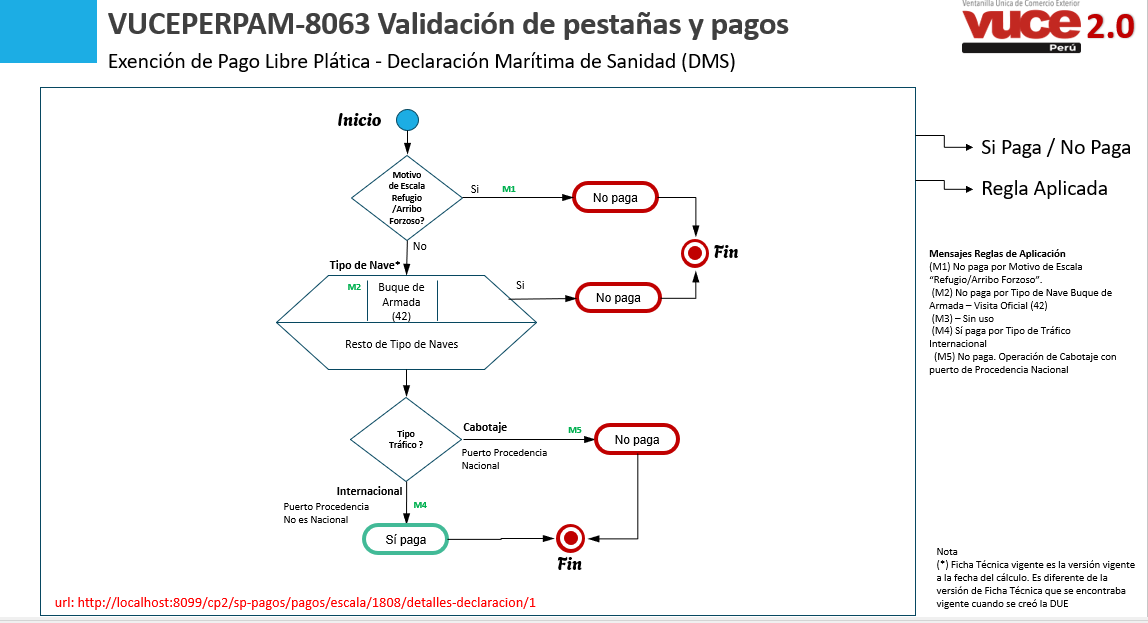 VUCEPERPAM-8063 Validación de pestañas y pagos
Exención de Pago Libre Plática - Declaración Marítima de Sanidad (DMS)
Ventanilla Única de Comercio Exterior
vuce 2.0
Perú
Inicio
Motivo
de Escala
Refugio
/Arribo
Forzoso?
Si
M1
No paga
No
Fin
Tipo de Nave*
M2
Buque de
Armada
(42)
Si
No paga
Resto de Tipo de Naves
Tipo
Tráfico ?
Cabotaje
M5
No paga
Puerto Procedencia
Nacional
Internacional
M4
Puerto Procedencia
No es Nacional
Sí paga
Fin
url: http://localhost:8099/cp2/sp-pagos/pagos/escala/1808/detalles-declaracion/1
Si Paga / No Paga
Regla Aplicada
Mensajes Reglas de Aplicación
(M1) No paga por Motivo de Escala
“Refugio/Arribo Forzoso”.
(M2) No paga por Tipo de Nave Buque de
Armada – Visita Oficial (42)
(M3) – Sin uso
(M4) Sí paga por Tipo de Tráfico
Internacional
(M5) No paga. Operación de Cabotaje con
puerto de Procedencia Nacional
Nota
(*) Ficha Técnica vigente es la versión vigente
a la fecha del cálculo. Es diferente de la
versión de Ficha Técnica que se encontraba
vigente cuando se creó la DUE